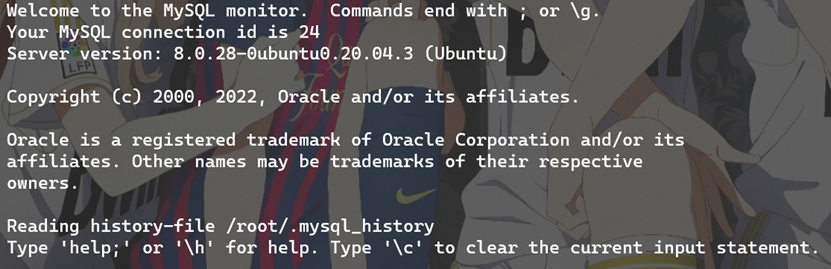 Welcome to the MySQL monitor.  Commands end with ; or \g.
Your MySQL connection id is 24
Server version: 8.0.28-0ubuntu0.20.04.3 (Ubuntu)

Copyright (c) 2000, 2022, Oracle and/or its affiliates.

Oracle is a registered trademark of Oracle Corporation and/or its
affiliates. Other names may be trademarks of their respective
owners.

Reading history-file /root/.mysql_history
Type 'help;' or '\h' for help. Type '\c' to clear the current input statement.
LFP